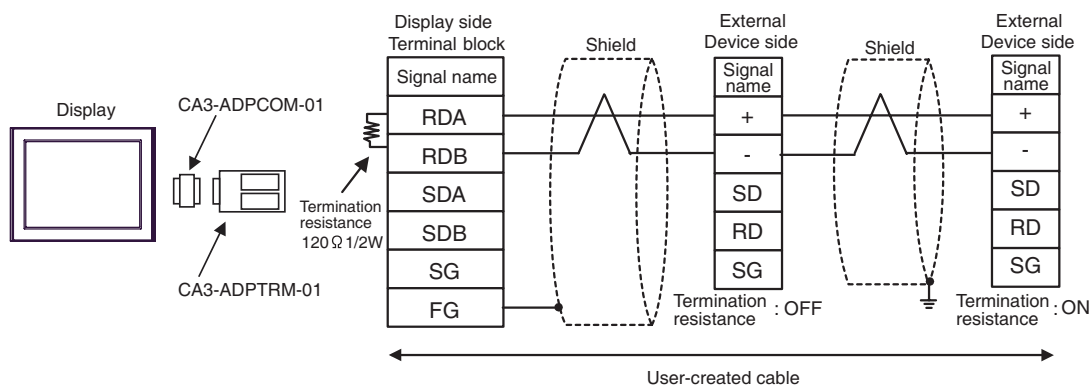 Display
CA3-ADPCOM-01
CA3-ADPTRM-01
Termination
resistance
120Ω 1/2W
Display side
Terminal block
Signal name
RDA
RDB
SDA
SDB
SG
FG
Shield
External
Device side
Signal
name
+
-
SD
RD
SG
Termination
resistance : OFF
Shield
External
Device side
Signal
name
+
-
SD
RD
SG
Termination
resistance : ON
User-created cable